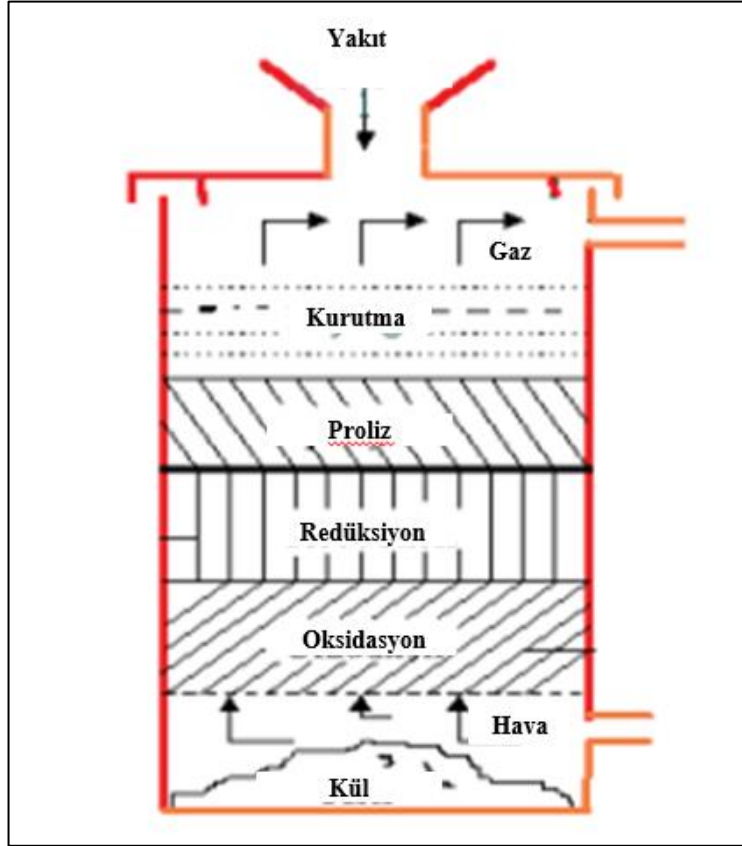 Yakıt
Gaz
Kurutma
Proliz
Redüksiyon
Oksidasyon
Hava
Kül